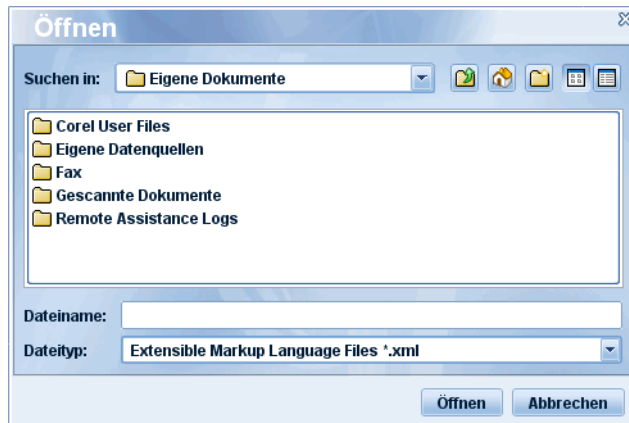 Öffnen
Suchen in: Eigene Dokumente
Corel User Files
Eigene Datenquellen
Fax
Gescannte Dokumente
Remote Assistance Logs
Dateiname:
Dateityp: Extensible Markup Language Files *.xml
Öffnen Abbrechen